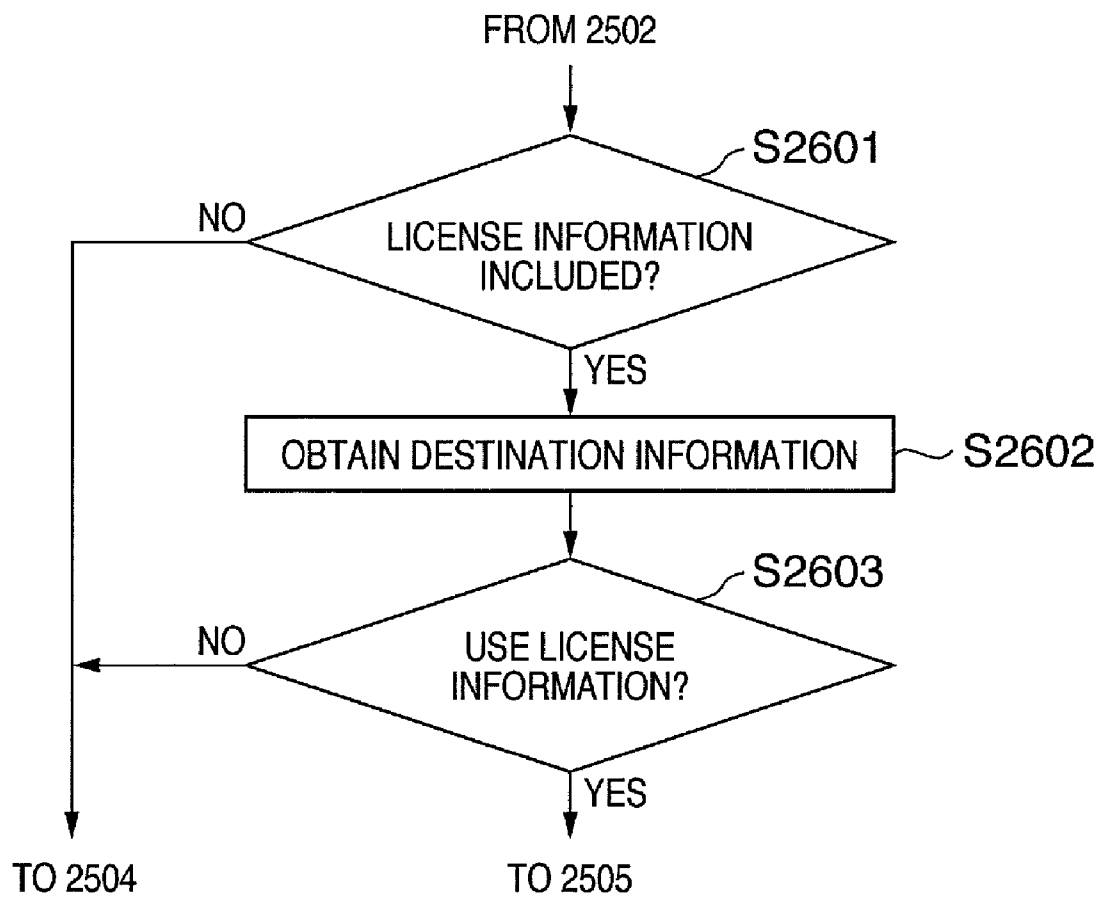 FROM 2502
S2601
NO
LICENSE INFORMATION
INCLUDED?
YES
OBTAIN DESTINATION INFORMATION
S2602
S2603
NO
USE LICENSE
INFORMATION?
YES
TO 2504
TO 2505